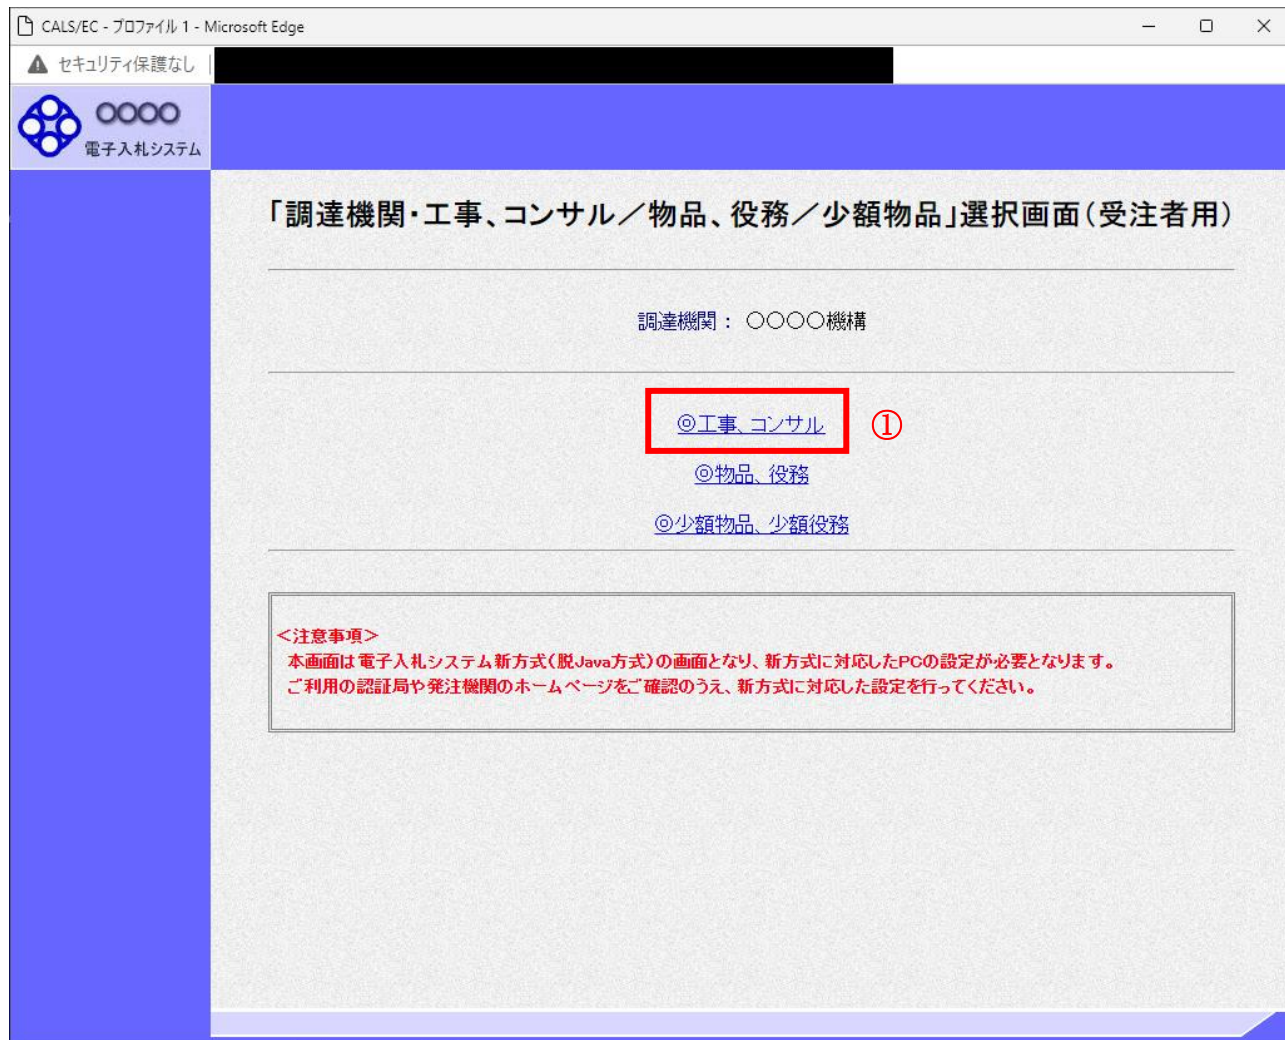 CALS/EC - プロファイル 1 - Microsoft Edge
セキュリティ保護なし
○○○○
電子入札システム
「調達機関・工事、コンサル／物品、役務／少額物品」選択画面(受注者用)
調達機関： ○○○○機構
◎工事、コンサル ①
◎物品、役務
◎少額物品、少額役務
＜注意事項＞
本画面は電子入札システム新方式(脱Java方式)の画面となり、新方式に対応したPCの設定が必要となります。
ご利用の認証局や発注機関のホームページをご確認のうえ、新方式に対応した設定を行ってください。